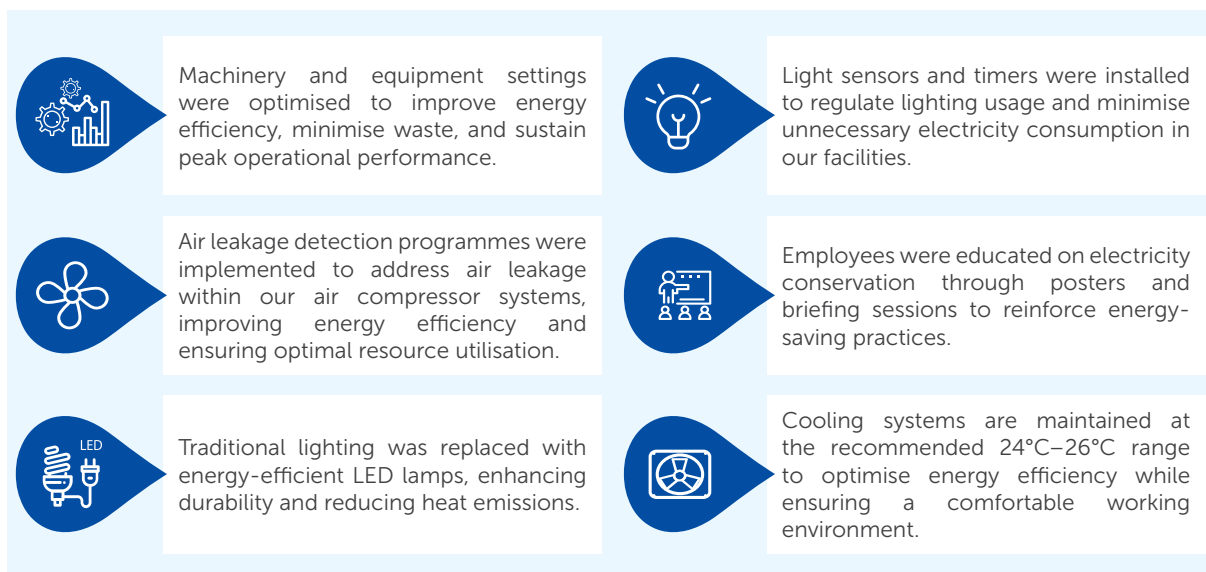 Machinery and equipment settings
were optimised to improve energy
efficiency, minimise waste, and sustain
peak operational performance.
Light sensors and timers were installed
to regulate lighting usage and minimise
unnecessary electricity consumption in
our facilities.
Air leakage detection programmes were
implemented to address air leakage
within our air compressor systems,
improving energy efficiency and
ensuring optimal resource utilisation.
Employees were educated on electricity
conservation through posters and
briefing sessions to reinforce energy-
saving practices.
LED
Traditional lighting was replaced with
energy-efficient LED lamps, enhancing
durability and reducing heat emissions.
Cooling systems are maintained at
the recommended 24°C–26°C range
to optimise energy efficiency while
ensuring a comfortable working
environment.